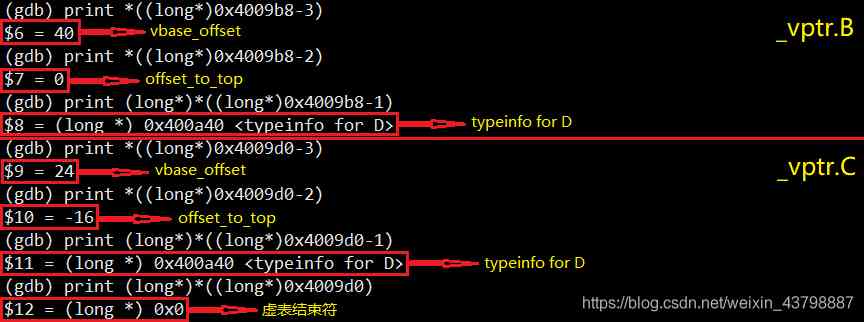 (gdb) print *((long*)0x4009b8-3)
$6 = 40 vbase_offset _vptr.B
(gdb) print *((long*)0x4009b8-2)
$7 = 0 offset_to_top
(gdb) print (long*)*((long*)0x4009b8-1)
$8 = (long *) 0x400a40 <typeinfo for D> typeinfo for D
(gdb) print *((long*)0x4009d0-3)
$9 = 24 vbase_offset _vptr.C
(gdb) print *((long*)0x4009d0-2)
$10 = -16 offset_to_top
(gdb) print (long*)*((long*)0x4009d0-1)
$11 = (long *) 0x400a40 <typeinfo for D> typeinfo for D
(gdb) print (long*)*((long*)0x4009d0)
$12 = (long *) 0x0 虚表结束符 https://blog.csdn.net/weixin_43798887